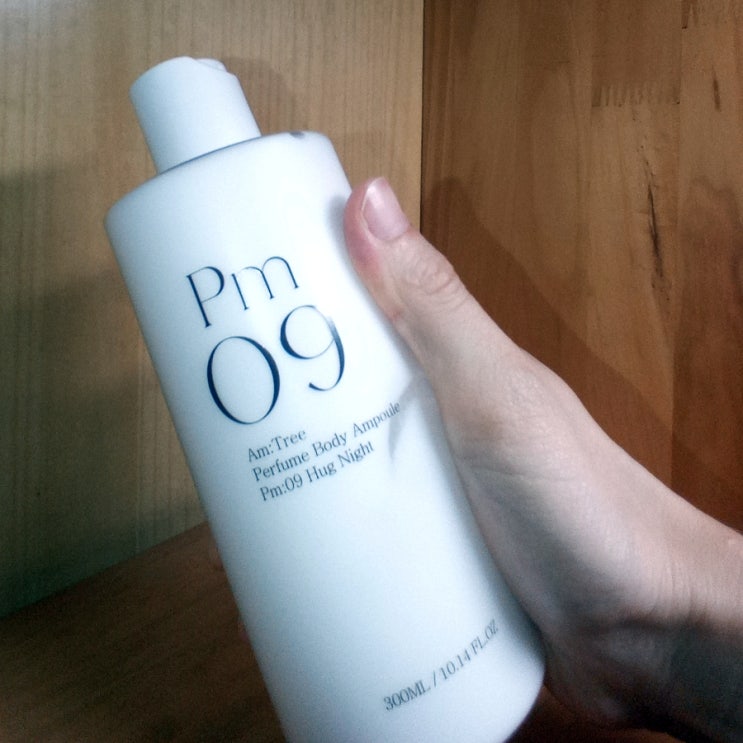 Pm
09
Am:Tree
Perfume Body Ampoule
Pm:09 Hug Night
300ML / 10.14 FL.OZ